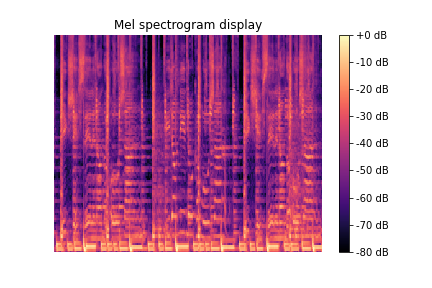 Mel spectrogram display
+0 dB
-10 dB
-20 dB
-30 dB
-40 dB
-50 dB
-60 dB
-70 dB
-80 dB